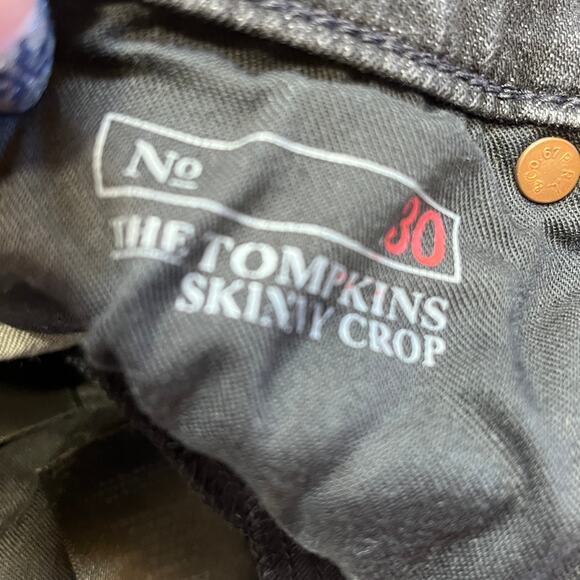 No 30
THE TOMPKINS
SKINNY CROP